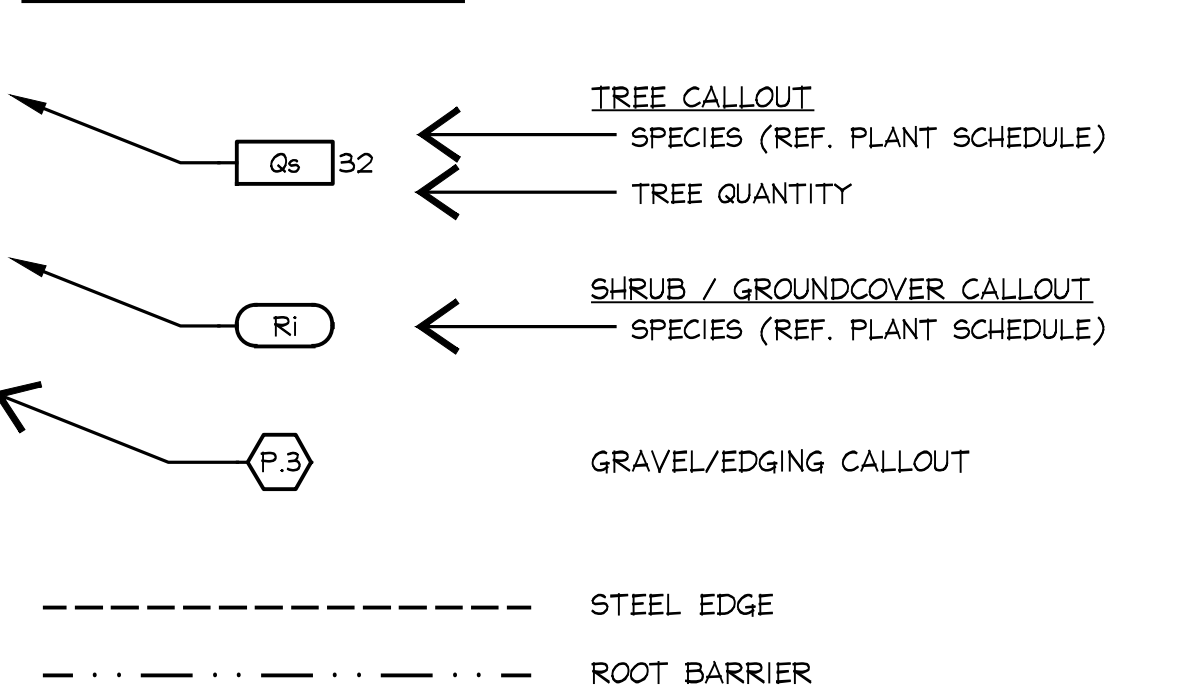 TREE CALLOUT
SPECIES (REF. PLANT SCHEDULE)
Qs 32
TREE QUANTITY
SHRUB / GROUNDCOVER CALLOUT
Ri
SPECIES (REF. PLANT SCHEDULE)
P.3
GRAVEL/EDGING CALLOUT
STEEL EDGE
ROOT BARRIER